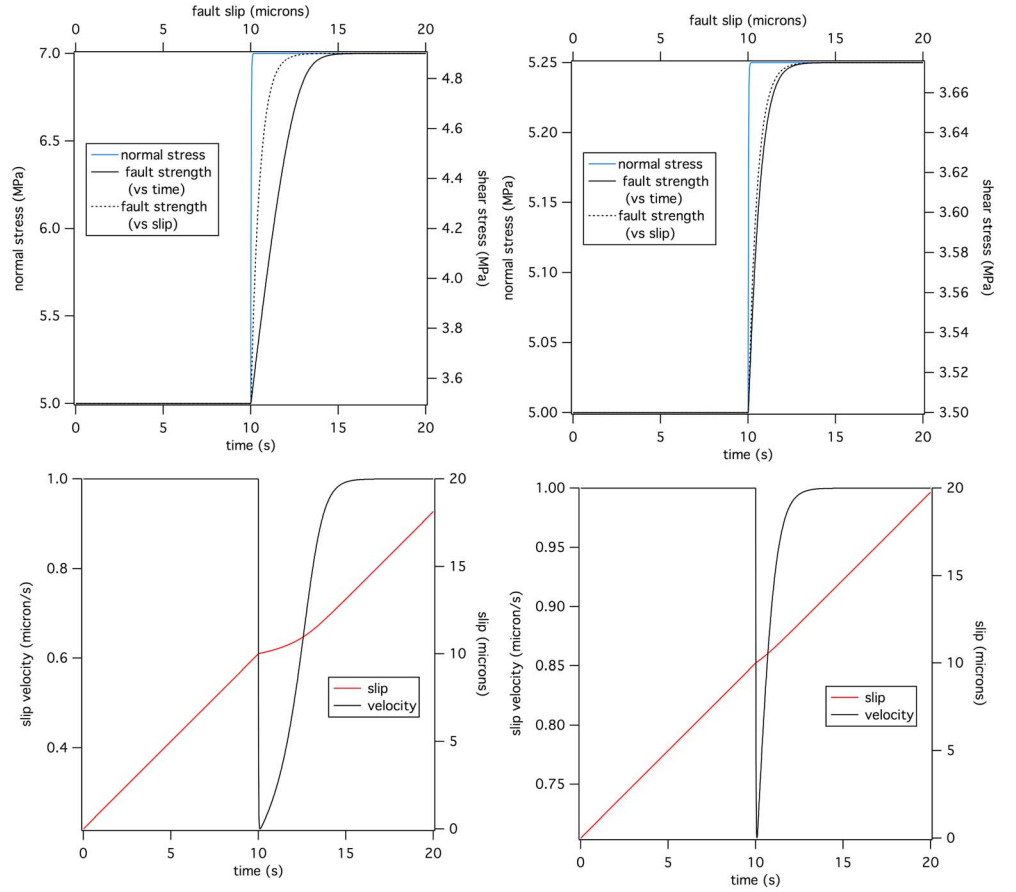 fault slip (microns)
0 5 10 15 20
7.0
6.5
6.0
5.5
5.0
normal stress (MPa)
normal stress
fault strength
(vs time)
fault strength
(vs slip)
4.8
4.6
4.4
4.2
4.0
3.8
3.6
shear stress (MPa)
0 5 10 15 20
time (s)
fault slip (microns)
0 5 10 15 20
5.25
5.20
5.15
5.10
5.05
5.00
normal stress (MPa)
normal stress
fault strength
(vs time)
fault strength
(vs slip)
3.66
3.64
3.62
3.60
3.58
3.56
3.54
3.52
3.50
shear stress (MPa)
0 5 10 15 20
time (s)
1.0
0.8
0.6
0.4
slip velocity (micron/s)
slip
velocity
20
15
10
5
0
slip (microns)
0 5 10 15 20
time (s)
1.00
0.95
0.90
0.85
0.80
0.75
slip velocity (micron/s)
slip
velocity
20
15
10
5
0
slip (microns)
0 5 10 15 20
time (s)